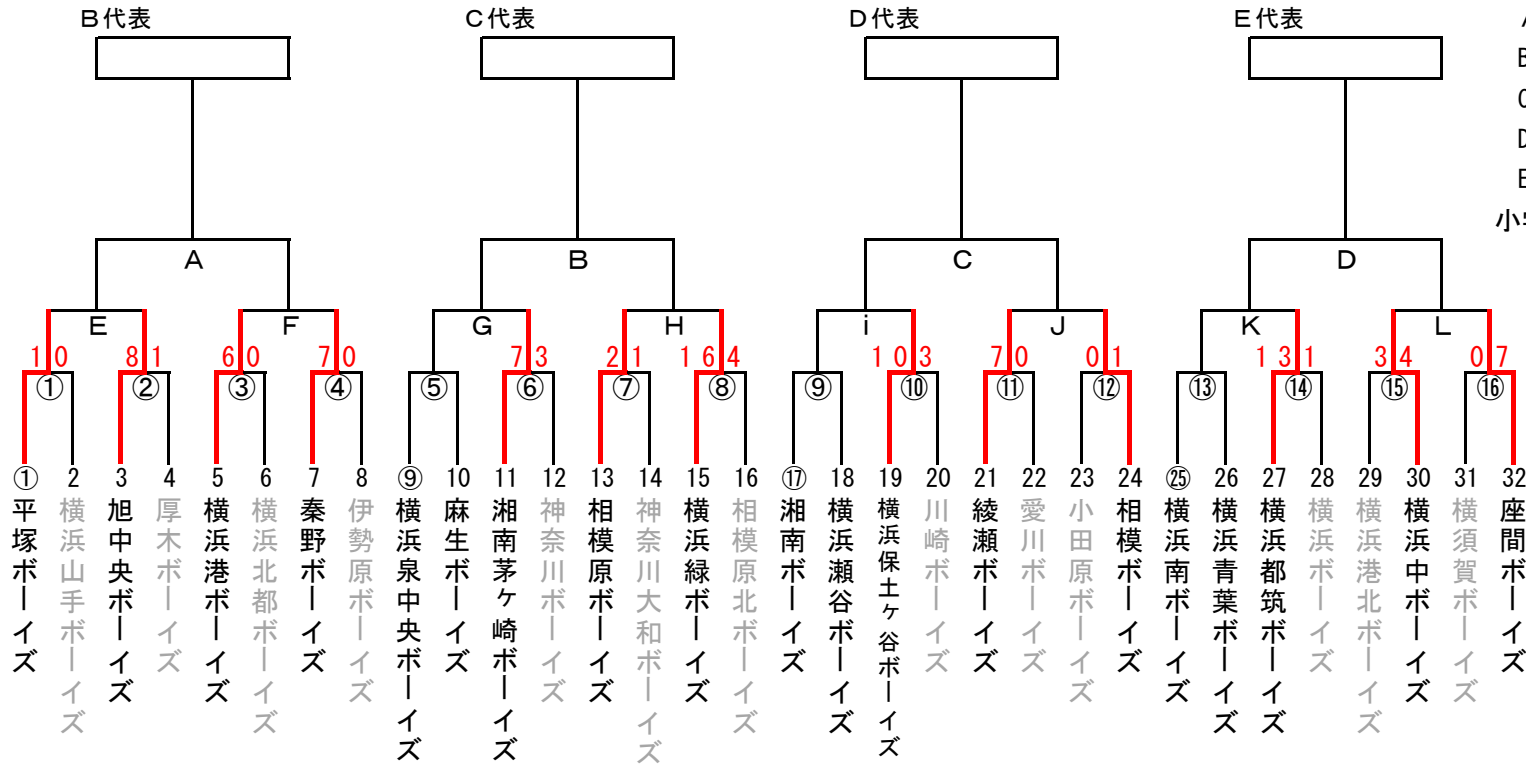 B代表
C代表
D代表
E代表
B
D
E
A
B
C
D
E
F
G
H
i
J
K
L
1 0
8 1
6 0
7 0
7 3
2 1
1 6 4
1 0 3
7 0
0 1
1 3 1
3 4
0 7
①
②
③
④
⑤
⑥
⑦
⑧
⑨
⑩
⑪
⑫
⑬
⑭
⑮
⑯
① 平塚ボーイズ
2 横浜山手ボーイズ
3 旭中央ボーイズ
4 厚木ボーイズ
5 横浜港ボーイズ
6 横浜北都ボーイズ
7 秦野ボーイズ
8 伊勢原ボーイズ
⑨ 横浜泉中央ボーイズ
10 麻生ボーイズ
11 湘南茅ケ崎ボーイズ
12 神奈川ボーイズ
13 相模原ボーイズ
14 神奈川大和ボーイズ
15 横浜緑ボーイズ
16 相模原北ボーイズ
⑰ 湘南ボーイズ
18 横浜瀬谷ボーイズ
19 横浜保土ヶ谷ボーイズ
20 川崎ボーイズ
21 綾瀬ボーイズ
22 愛川ボーイズ
23 小田原ボーイズ
24 相模ボーイズ
㉕ 横浜南ボーイズ
26 横浜青葉ボーイズ
27 横浜都筑ボーイズ
28 横浜ボーイズ
29 横浜港北ボーイズ
30 横浜中ボーイズ
31 横須賀ボーイズ
32 座間ボーイズ